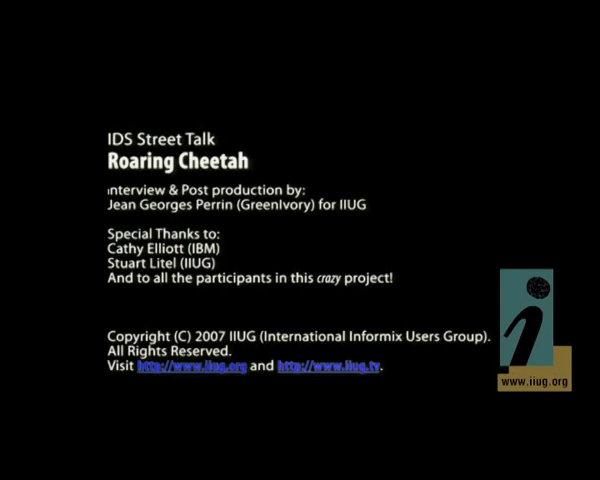 IDS Street Talk
Roaring Cheetah
Interview & Post production by:
Jean Georges Perrin (GreenIvory) for IIUG
Special Thanks to:
Cathy Elliott (IBM)
Stuart Litel (IIUG)
And to all the participants in this crazy project!
Copyright (C) 2007 IIUG (International Informix Users Group).
All Rights Reserved.
Visit http://www.iiug.org and http://www.iiug.tv.
i
www.iiug.org